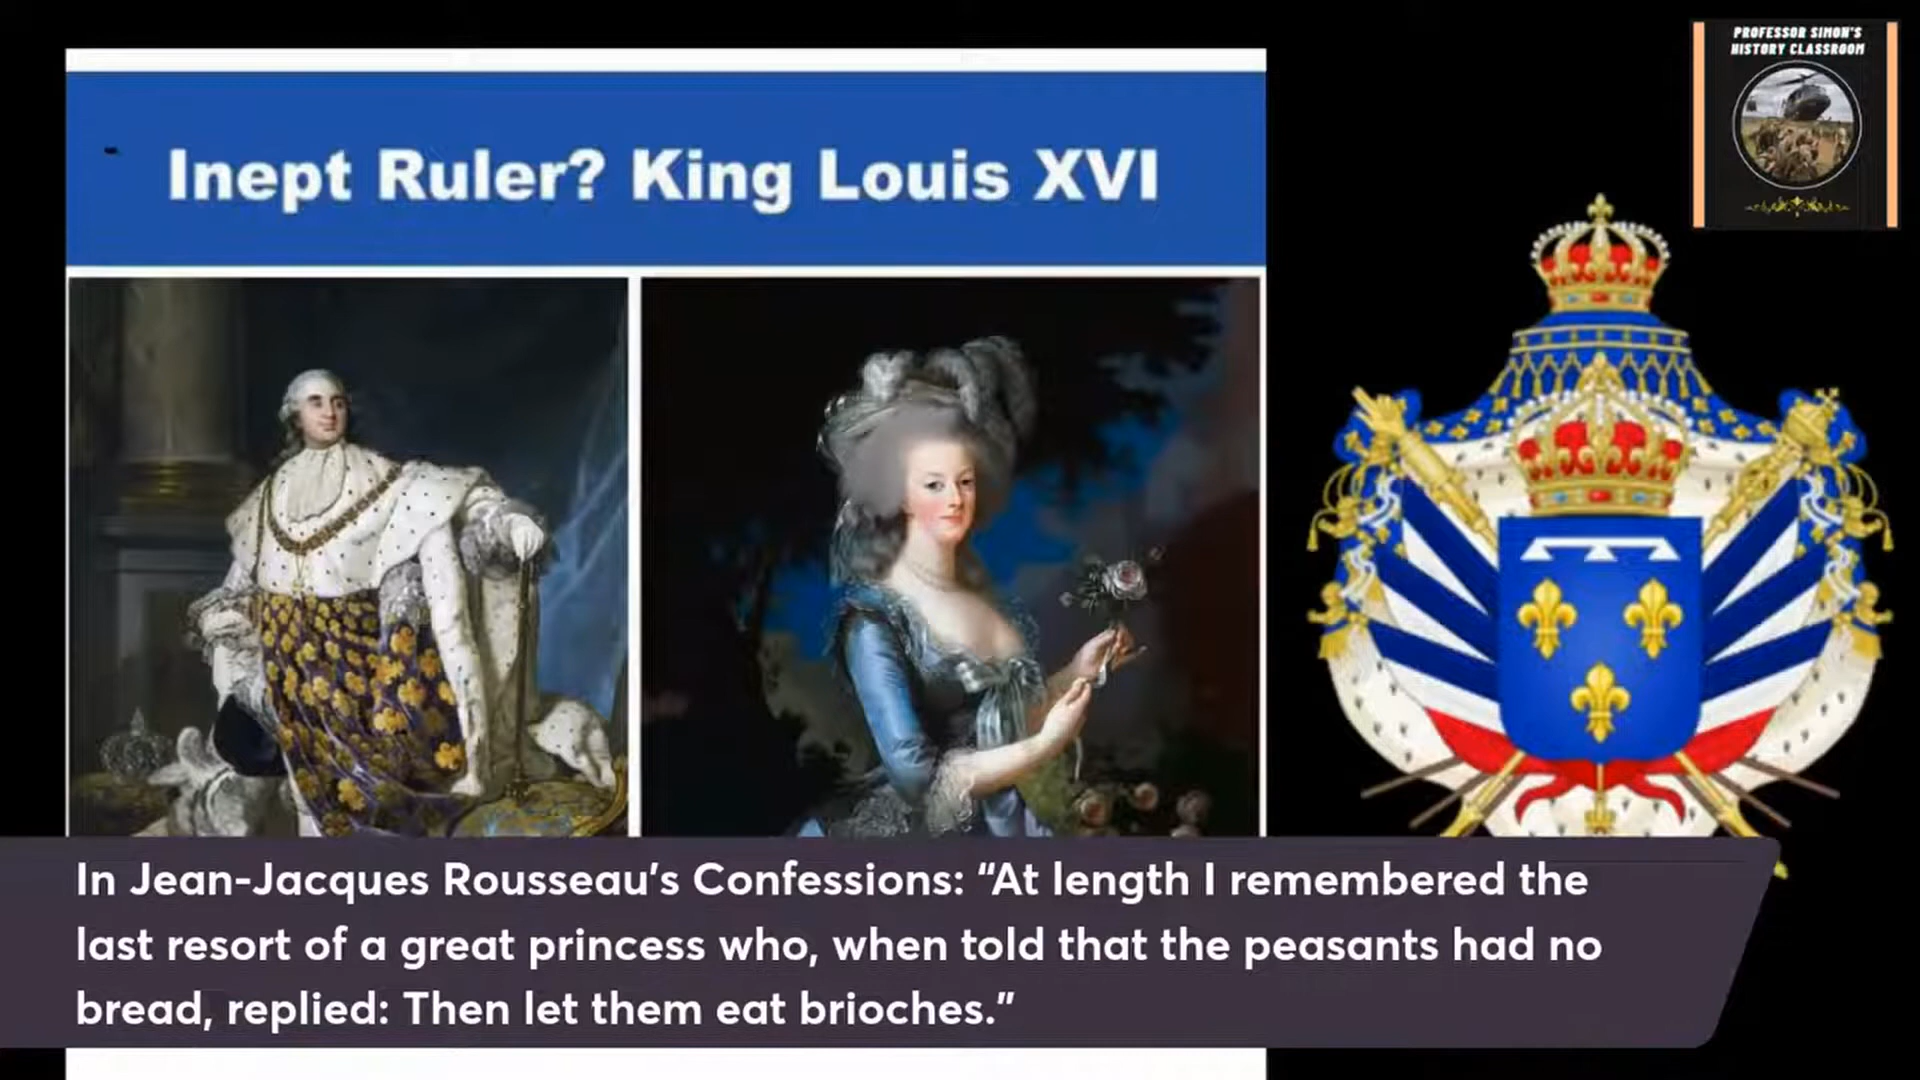 PROFESSOR SIMON'S
HISTORY CLASSROOM
Inept Ruler? King Louis XVI
In Jean-Jacques Rousseau's Confessions: “At length I remembered the
last resort of a great princess who, when told that the peasants had no
bread, replied: Then let them eat brioches.”